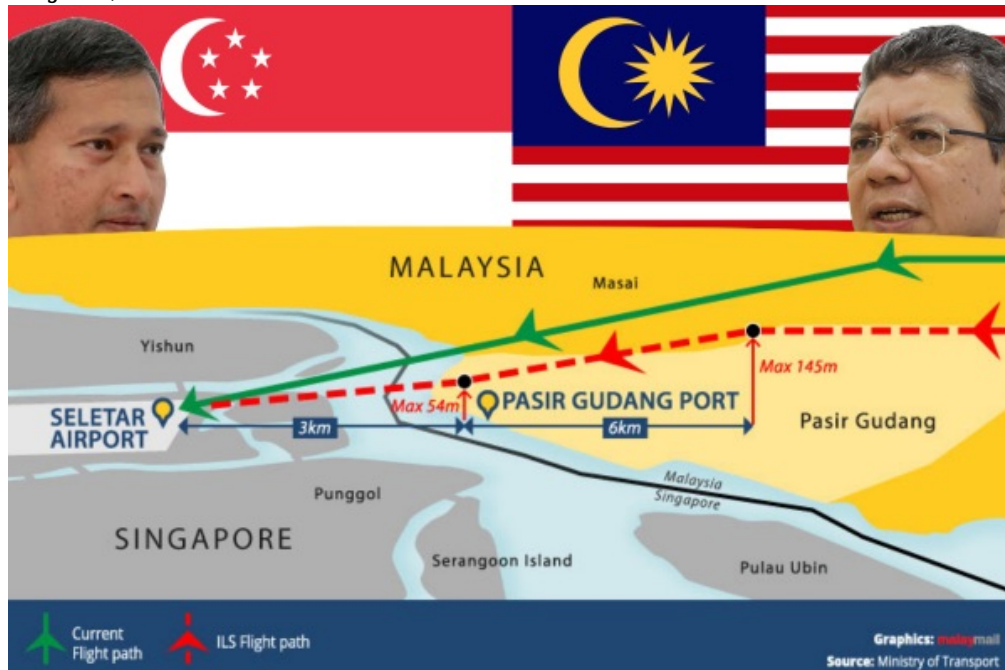 MALAYSIA
Masai
Yishun
Max 145m
SELETAR
AIRPORT
Max 54m
PASIR GUDANG PORT
3km
6km
Pasir Gudang
Malaysia
Singapore
Punggol
SINGAPORE
Serangoon Island
Pulau Ubin
Current
Flight path
ILS Flight path
Graphics: malaymail
Source: Ministry of Transport